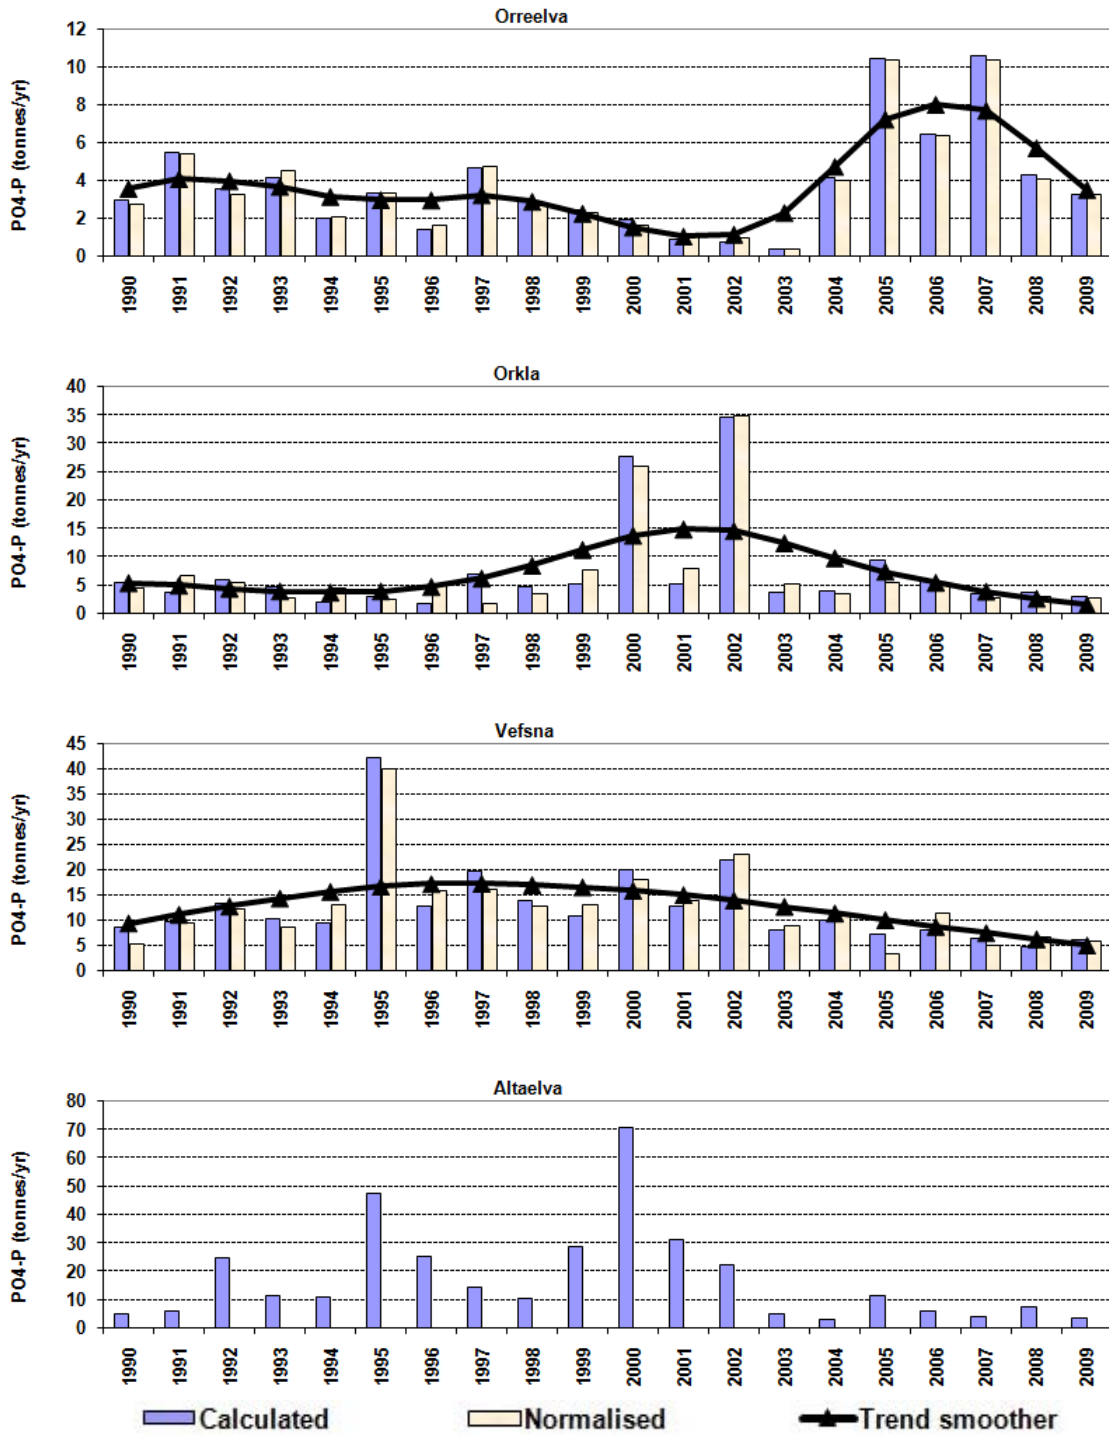 Orreelva
PO4-P (tonnes/yr)
12
10
8
6
4
2
0
1990 1991 1992 1993 1994 1995 1996 1997 1998 1999 2000 2001 2002 2003 2004 2005 2006 2007 2008 2009
Orkla
PO4-P (tonnes/yr)
40
35
30
25
20
15
10
5
0
1990 1991 1992 1993 1994 1995 1996 1997 1998 1999 2000 2001 2002 2003 2004 2005 2006 2007 2008 2009
Vefsna
PO4-P (tonnes/yr)
45
40
35
30
25
20
15
10
5
0
1990 1991 1992 1993 1994 1995 1996 1997 1998 1999 2000 2001 2002 2003 2004 2005 2006 2007 2008 2009
Altaelva
PO4-P (tonnes/yr)
80
70
60
50
40
30
20
10
0
1990 1991 1992 1993 1994 1995 1996 1997 1998 1999 2000 2001 2002 2003 2004 2005 2006 2007 2008 2009
Calculated Normalised Trend smoother